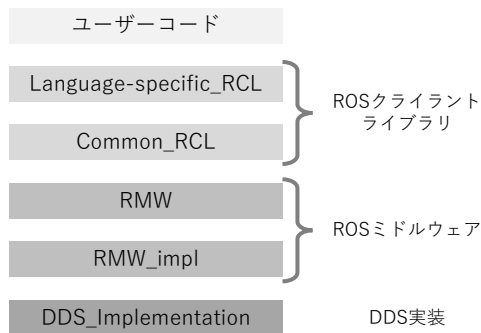 ユーザーコード
Language-specific_RCL
Common_RCL
ROSクライラント
ライブラリ
RMW
RMW_impl
ROSミドルウェア
DDS_Implementation
DDS実装